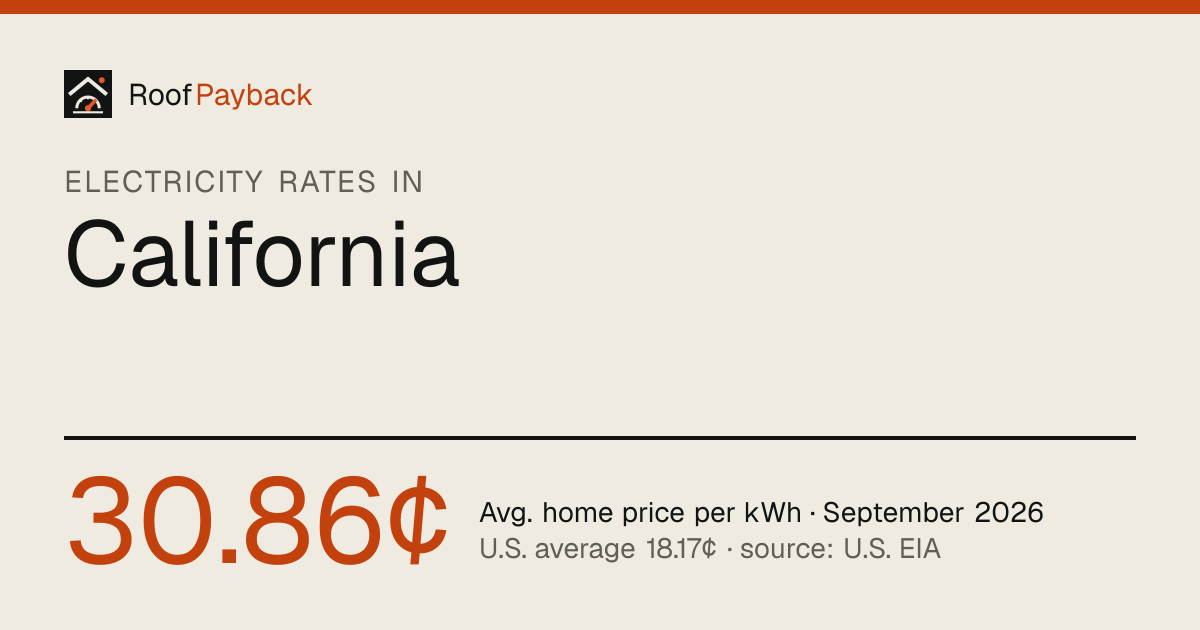 RoofPayback
ELECTRICITY RATES IN
California
30.86¢
Avg. home price per kWh · September 2026
U.S. average 18.17¢ · source: U.S. EIA